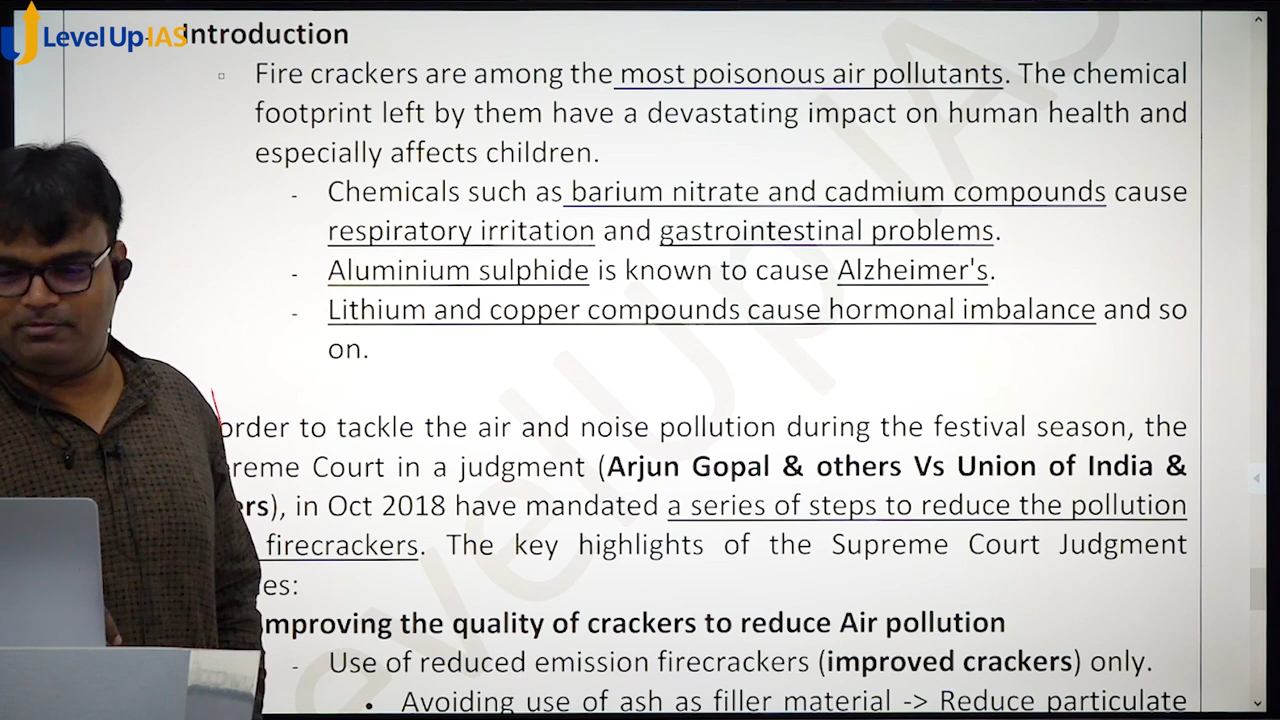 Level Up-IAS
Introduction
Fire crackers are among the most poisonous air pollutants. The chemical
footprint left by them have a devastating impact on human health and
especially affects children.
- Chemicals such as barium nitrate and cadmium compounds cause
respiratory irritation and gastrointestinal problems.
- Aluminium sulphide is known to cause Alzheimer's.
- Lithium and copper compounds cause hormonal imbalance and so
on.
order to tackle the air and noise pollution during the festival season, the
reme Court in a judgment (Arjun Gopal & others Vs Union of India &
ers), in Oct 2018 have mandated a series of steps to reduce the pollution
firecrackers. The key highlights of the Supreme Court Judgment
es:
mproving the quality of crackers to reduce Air pollution
- Use of reduced emission firecrackers (improved crackers) only.
• Avoiding use of ash as filler material -> Reduce particulate